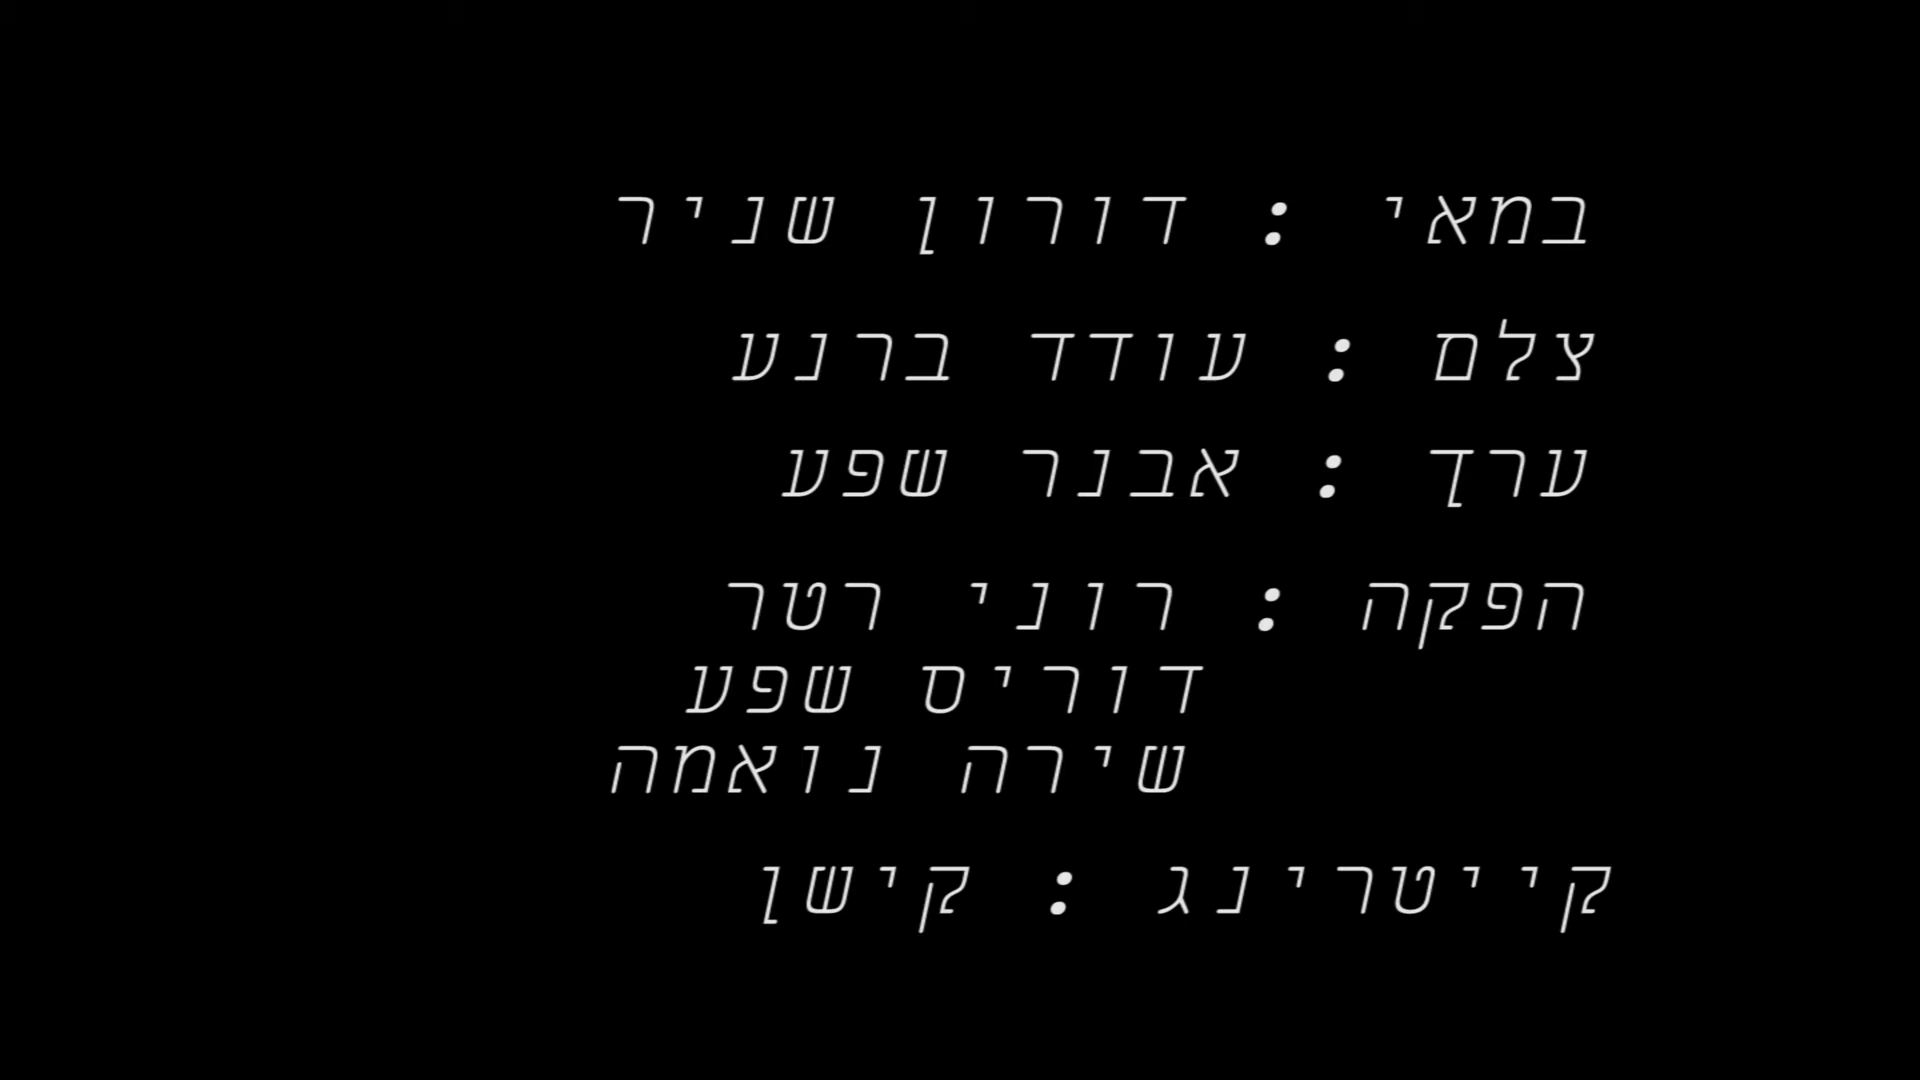 במאי : דורון שניר
צלם : עודד ברנע
ערך : אבנר שפע
הפקה : רוני רטר
דוריס שפע
שירה נואמה
קייטרינג : קישן